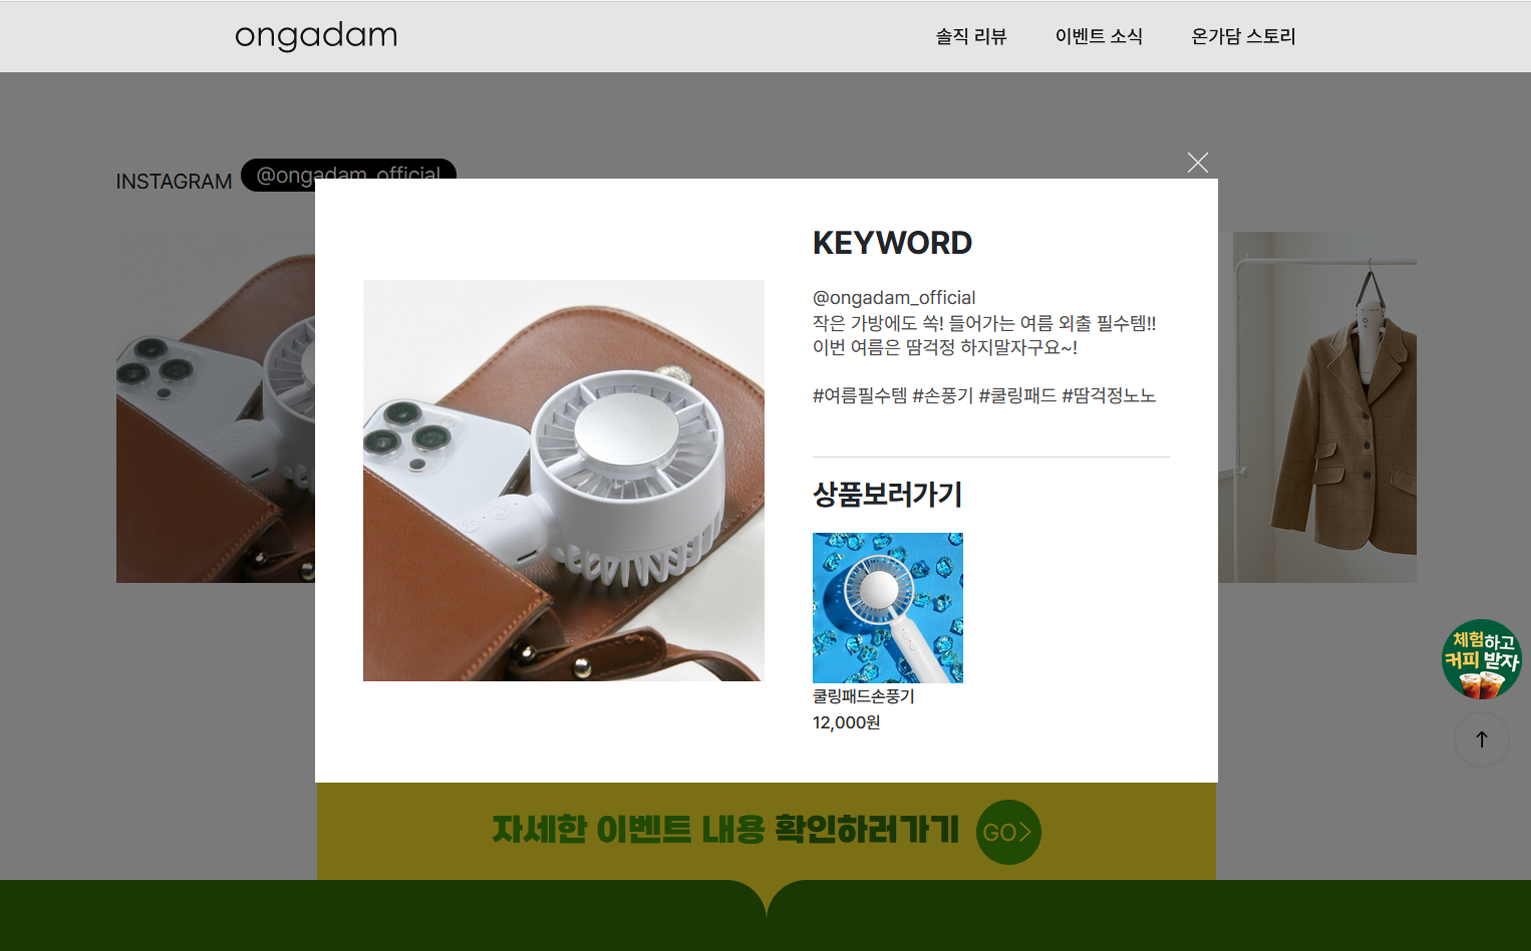 ongadam
솔직 리뷰
이벤트 소식
온가담 스토리
INSTAGRAM @ongadam_official
KEYWORD
@ongadam_official
작은 가방에도 쏙! 들어가는 여름 외출 필수템!!
이번 여름은 땀걱정 하지말자구요~!
#여름필수템 #손풍기 #쿨링패드 #땀걱정노노
상품보러가기
쿨링패드손풍기
12,000원
체험하고
커피 받자
자세한 이벤트 내용 확인하러가기 GO>